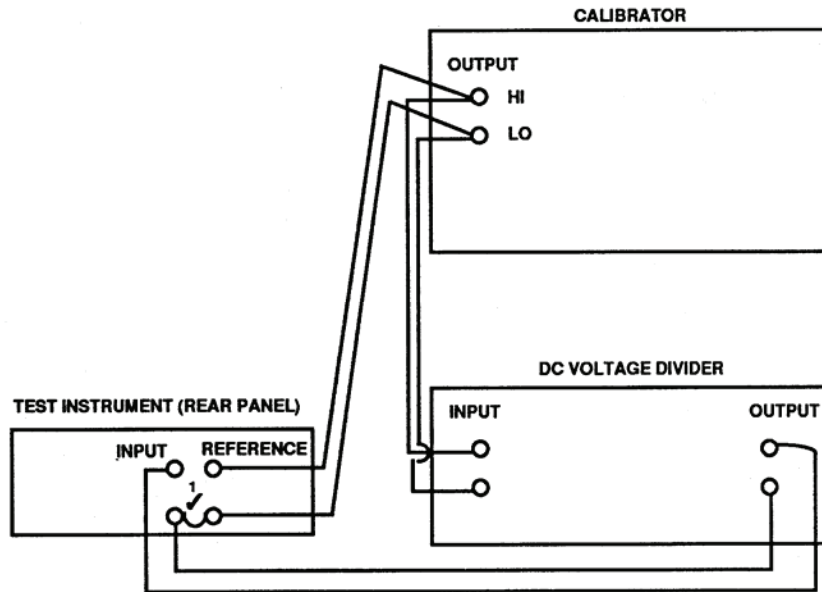 CALIBRATOR
OUTPUT
HI
LO
DC VOLTAGE DIVIDER
INPUT
OUTPUT
TEST INSTRUMENT (REAR PANEL)
INPUT
REFERENCE
1